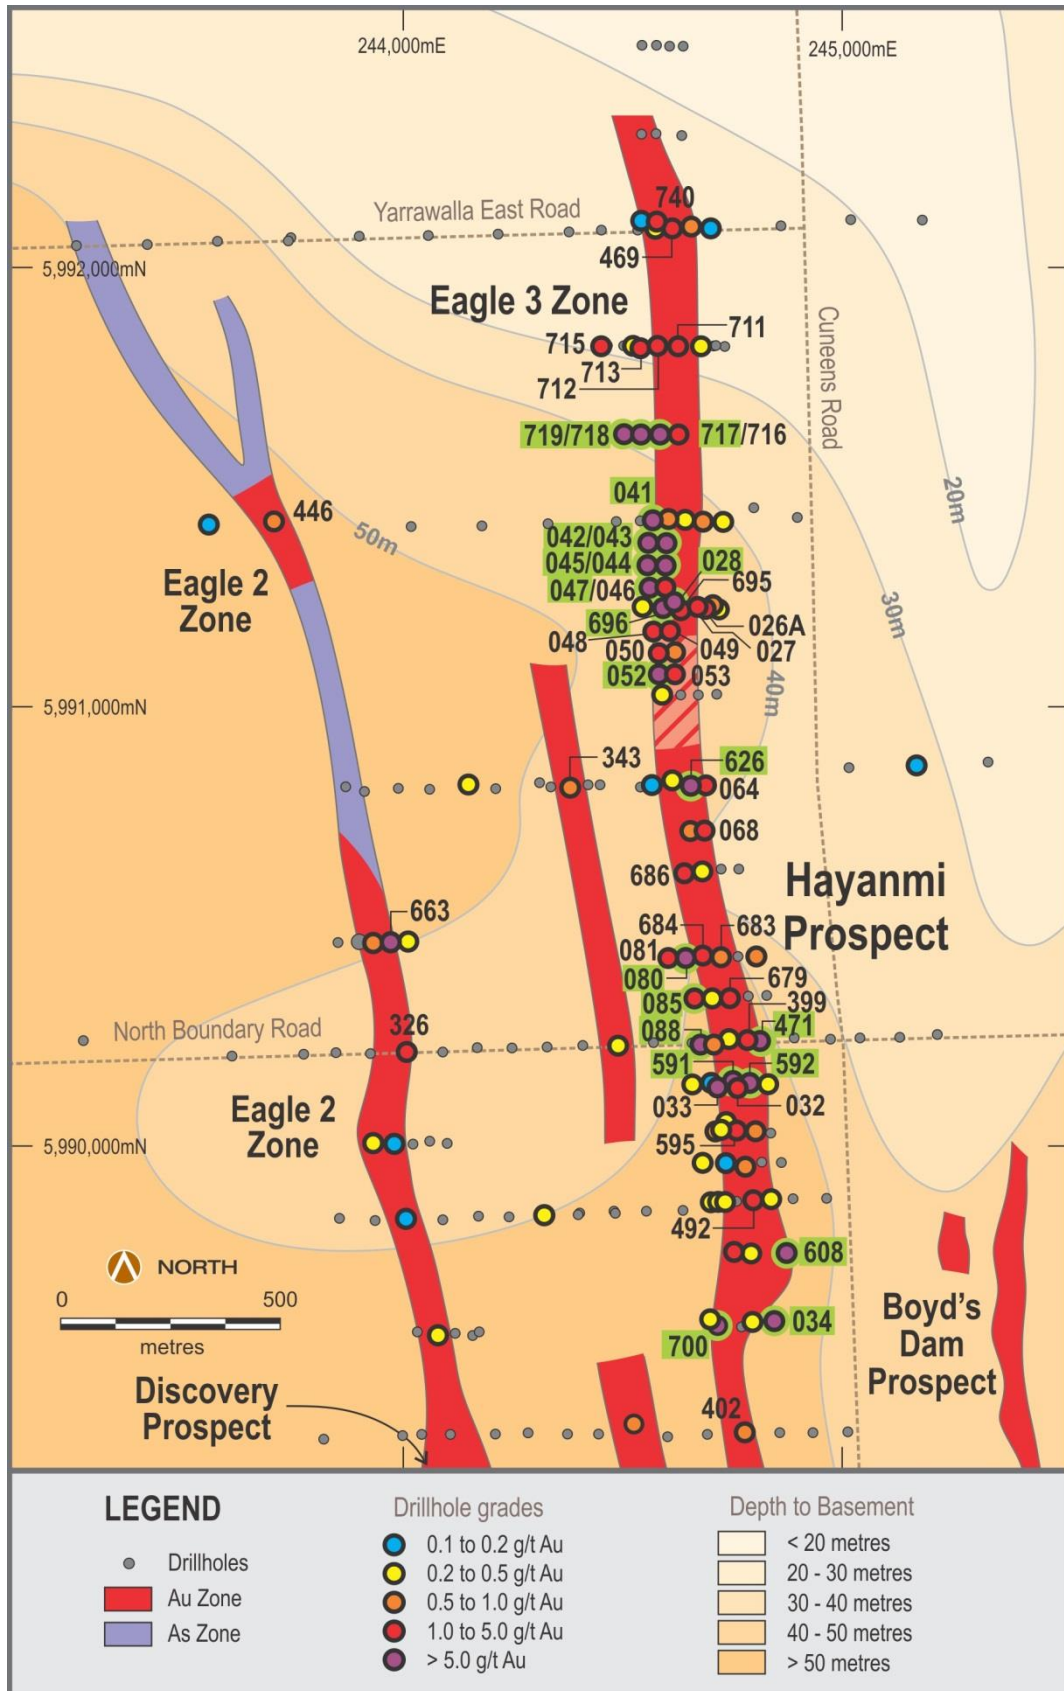 244,000mE
245,000mE
740
Yarrawalla East Road
469
5,992,000mN
Eagle 3 Zone
711
715
713
712
Cuneens Road
719/718
717/716
20m
041
446
50m
042/043
045/044
028
047/046
695
Eagle 2
Zone
30m
696
026A
048
049
027
050
052
053
40m
5,991,000mN
343
626
064
068
686
Hayanmi
Prospect
663
684
683
081
080
679
085
399
North Boundary Road
326
088
471
591
592
033
032
Eagle 2
Zone
595
5,990,000mN
492
NORTH
608
0
500
metres
034
700
Boyd's
Dam
Prospect
Discovery
Prospect
402
LEGEND
Drillholes
Au Zone
As Zone
Drillhole grades
0.1 to 0.2 g/t Au
0.2 to 0.5 g/t Au
0.5 to 1.0 g/t Au
1.0 to 5.0 g/t Au
> 5.0 g/t Au
Depth to Basement
< 20 metres
20 - 30 metres
30 - 40 metres
40 - 50 metres
> 50 metres